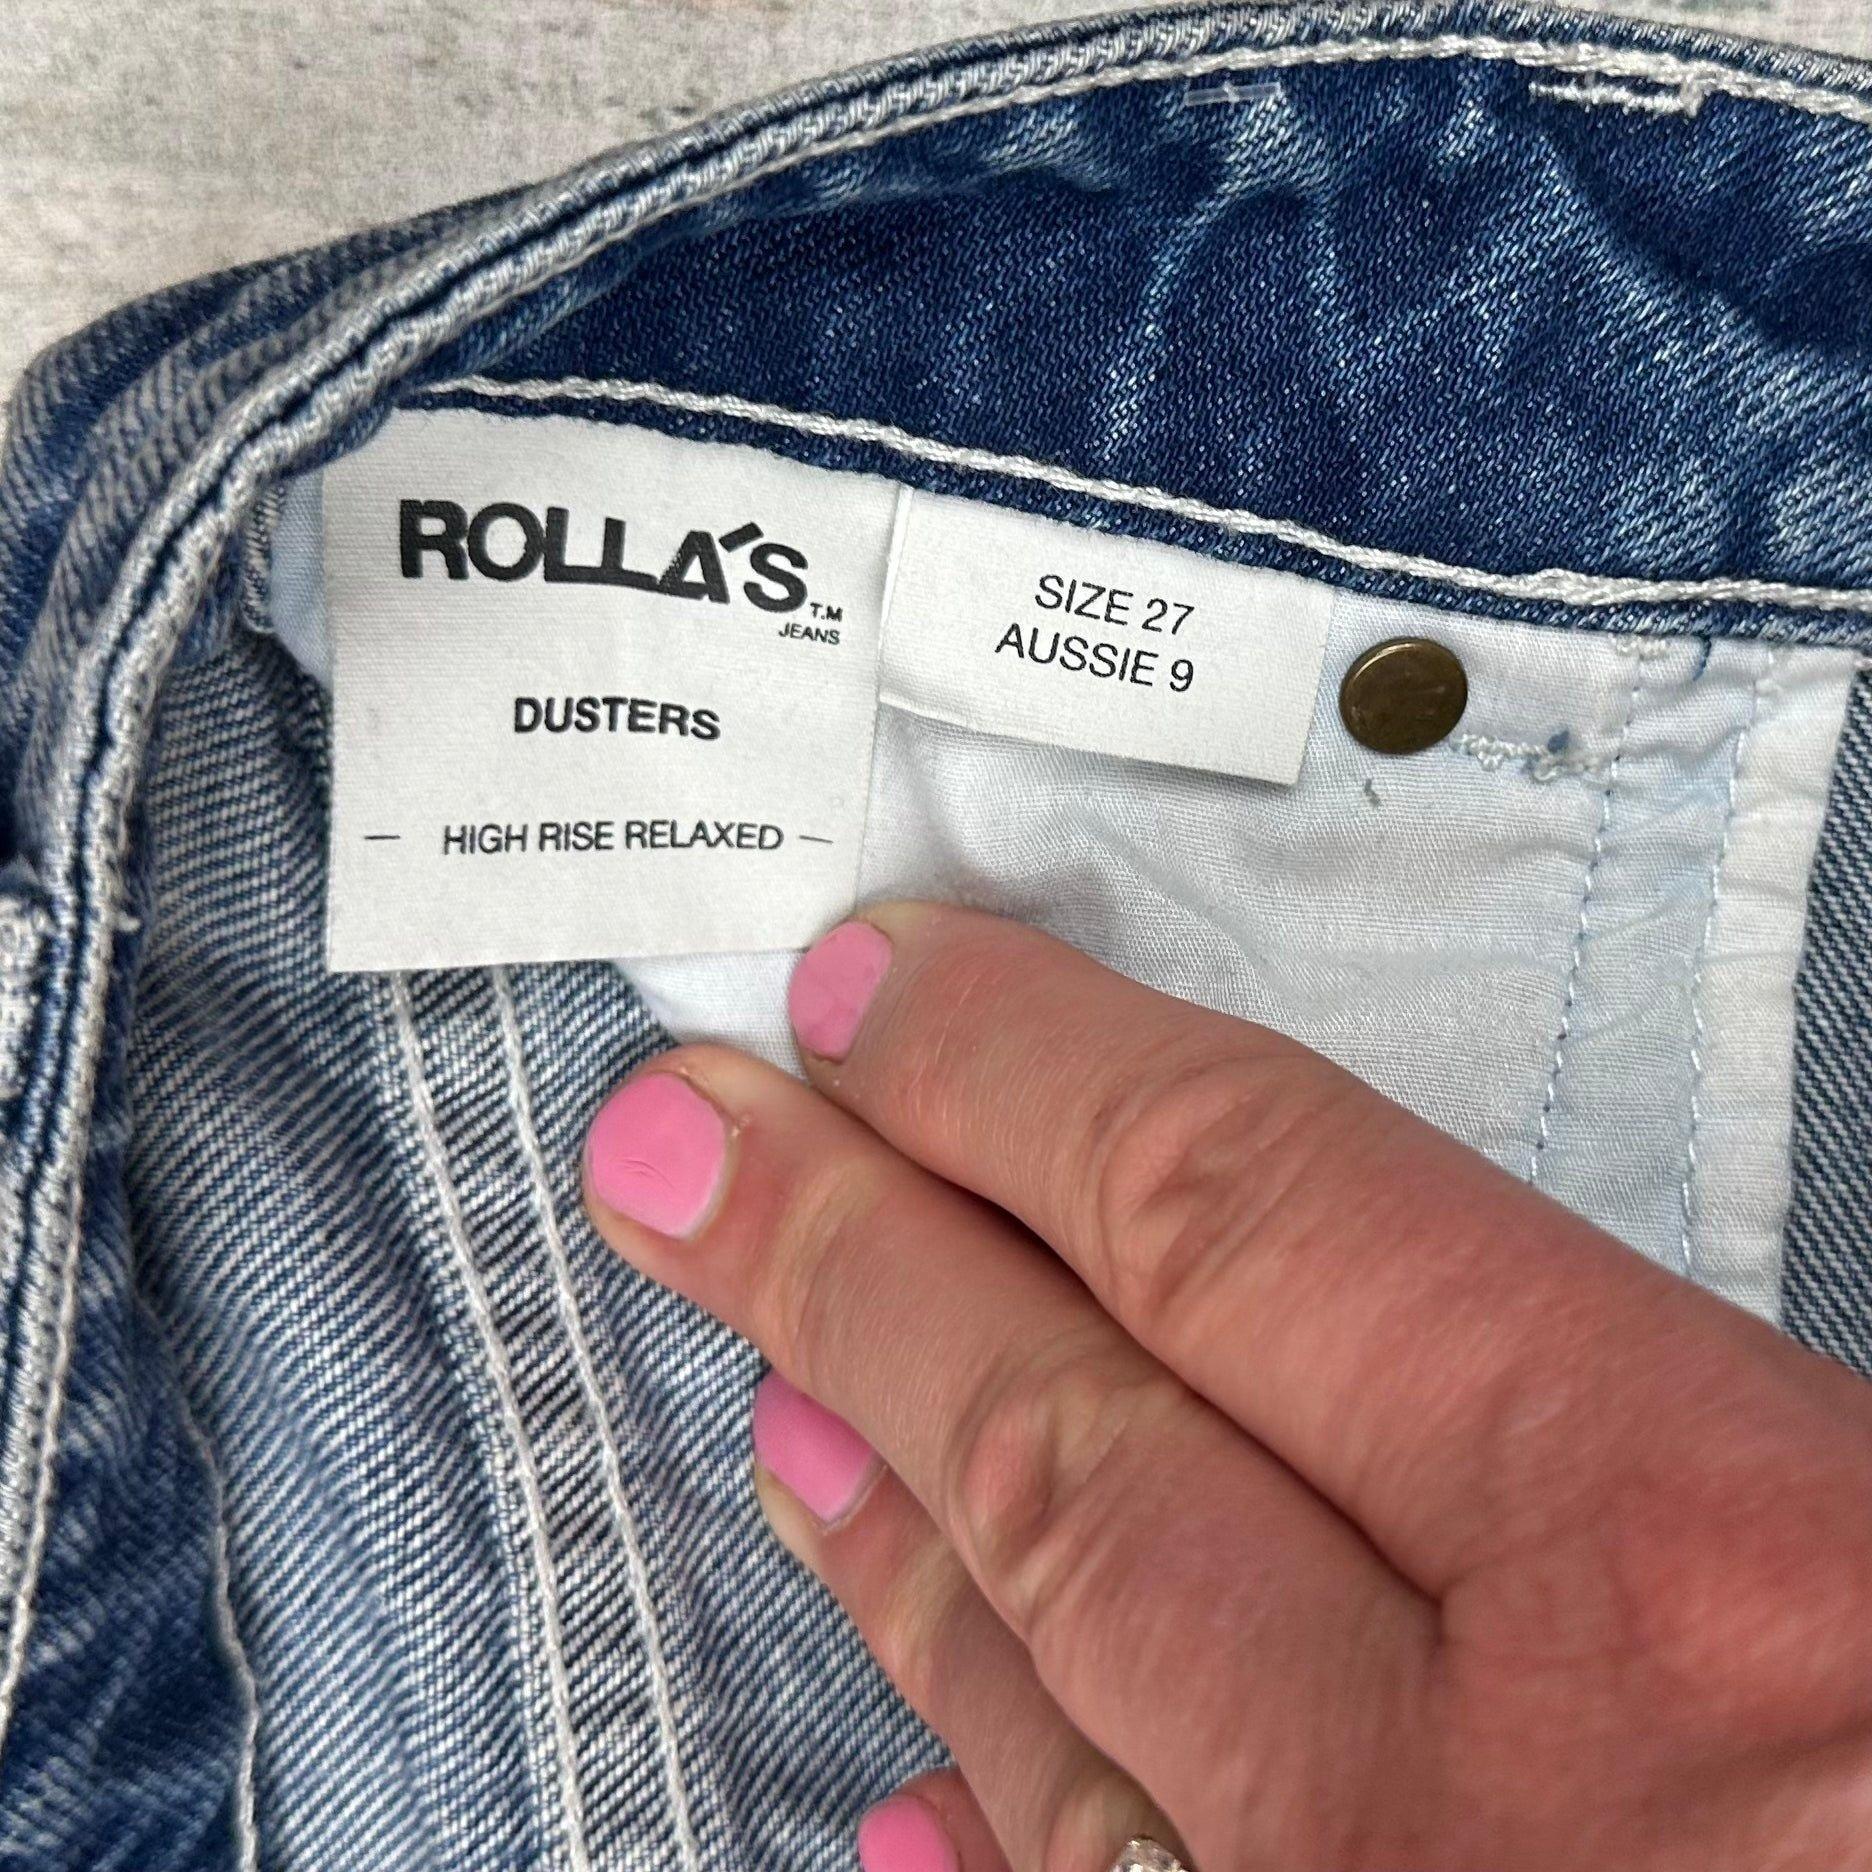 ROLLA'S T.M
JEANS
DUSTERS
— HIGH RISE RELAXED —
SIZE 27
AUSSIE 9